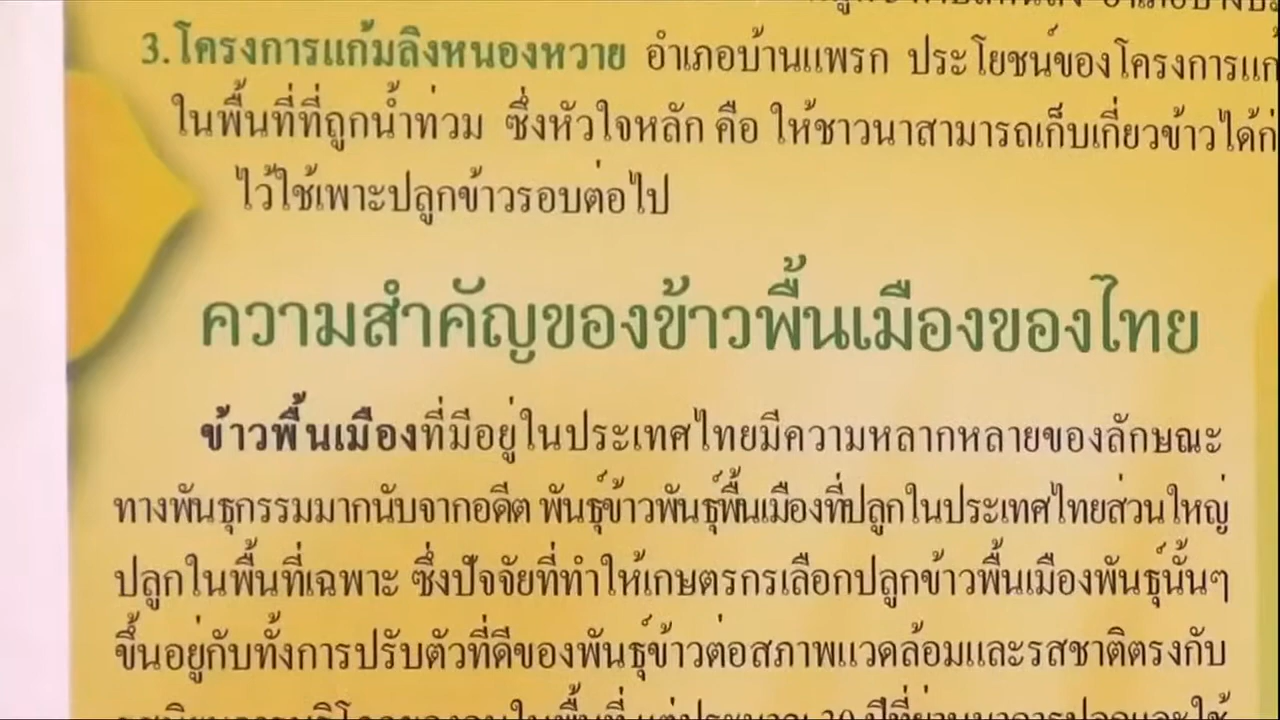 3. โครงการแก้มลิงหนองหวาย อำเภอบ้านแพรก ประโยชน์ของโครงการแก้
ในพื้นที่ที่ถูกน้ำท่วม ซึ่งหัวใจหลัก คือ ให้ชาวนาสามารถเก็บเกี่ยวข้าวได้ก่
ไว้ใช้เพาะปลูกข้าวรอบต่อไป
ความสำคัญของข้าวพื้นเมืองของไทย
ข้าวพื้นเมืองที่มีอยู่ในประเทศไทยมีความหลากหลายของลักษณะ
ทางพันธุกรรมมากนับจากอดีต พันธุ์ข้าวพันธุ์พื้นเมืองที่ปลูกในประเทศไทยส่วนใหญ่
ปลูกในพื้นที่เฉพาะ ซึ่งปัจจัยที่ทำให้เกษตรกรเลือกปลูกข้าวพื้นเมืองพันธุ์นั้นๆ
ขึ้นอยู่กับทั้งการปรับตัวที่ดีของพันธุ์ข้าวต่อสภาพแวดล้อมและรสชาติตรงกับ